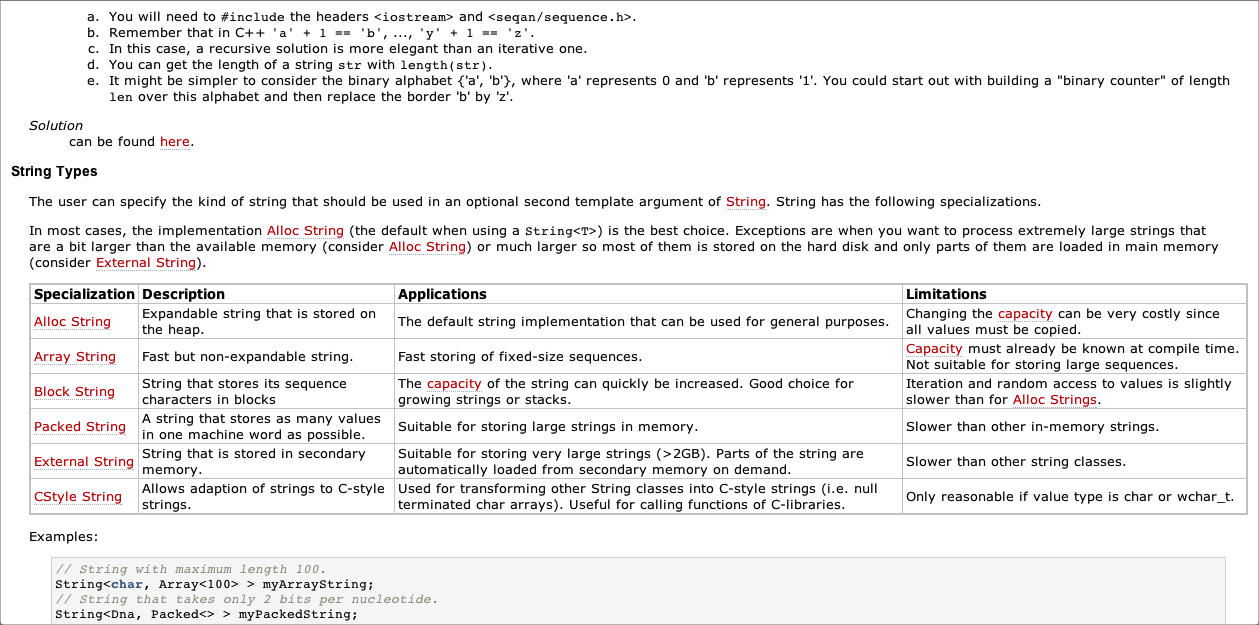 a. You will need to #include the headers <iostream> and <seqan/sequence.h>.
b. Remember that in C++ 'a' + 1 == 'b', ..., 'y' + 1 == 'z'.
c. In this case, a recursive solution is more elegant than an iterative one.
d. You can get the length of a string str with length(str).
e. It might be simpler to consider the binary alphabet {'a', 'b'}, where 'a' represents 0 and 'b' represents '1'. You could start out with building a "binary counter" of length
len over this alphabet and then replace the border 'b' by 'z'.
Solution
can be found here.
String Types
The user can specify the kind of string that should be used in an optional second template argument of String. String has the following specializations.
In most cases, the implementation Alloc String (the default when using a String<T>) is the best choice. Exceptions are when you want to process extremely large strings that
are a bit larger than the available memory (consider Alloc String) or much larger so most of them is stored on the hard disk and only parts of them are loaded in main memory
(consider External String).
Specialization Description Applications Limitations
Alloc String
Expandable string that is stored on
the heap.
The default string implementation that can be used for general purposes.
Changing the capacity can be very costly since
all values must be copied.
Array String
Fast but non-expandable string.
Fast storing of fixed-size sequences.
Capacity must already be known at compile time.
Not suitable for storing large sequences.
Block String
String that stores its sequence
characters in blocks
The capacity of the string can quickly be increased. Good choice for
growing strings or stacks.
Iteration and random access to values is slightly
slower than for Alloc Strings.
Packed String
A string that stores as many values
in one machine word as possible.
Suitable for storing large strings in memory.
Slower than other in-memory strings.
External String
String that is stored in secondary
memory.
Suitable for storing very large strings (>2GB). Parts of the string are
automatically loaded from secondary memory on demand.
Slower than other string classes.
CStyle String
Allows adaption of strings to C-style
strings.
Used for transforming other String classes into C-style strings (i.e. null
terminated char arrays). Useful for calling functions of C-libraries.
Only reasonable if value type is char or wchar_t.
Examples:
// String with maximum length 100.
String<char, Array<100> > myArrayString;
// String that takes only 2 bits per nucleotide.
String<Dna, Packed<> > myPackedString;